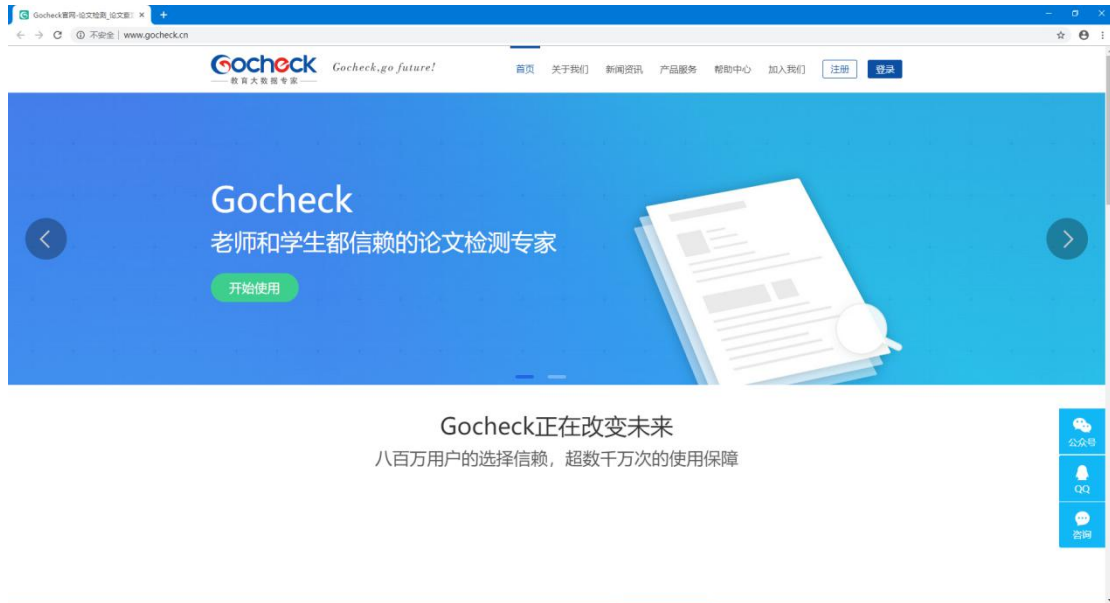 Gocheck官网-论文检测_论文查
不安全 | www.gocheck.cn
Gocheck
教育大数据专家
Gocheck,go future!
首页 关于我们 新闻资讯 产品服务 帮助中心 加入我们 注册 登录
Gocheck
老师和学生都信赖的论文检测专家
开始使用
Gocheck正在改变未来
八百万用户的选择信赖，超数千万次的使用保障
公众号
QQ
咨询